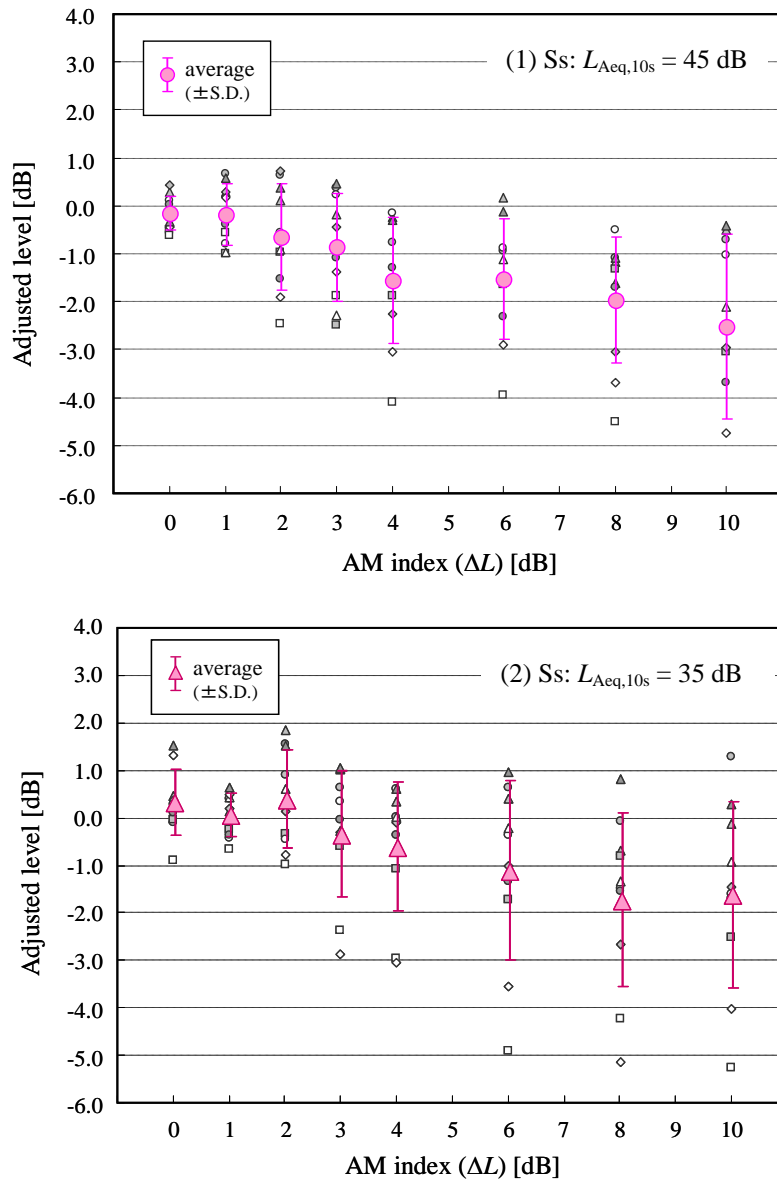 4.0
3.0
2.0
1.0
0.0
-1.0
-2.0
-3.0
-4.0
-5.0
-6.0
Adjusted level [dB]
average
(±S.D.)
(1) Ss: LAeq,10s = 45 dB
0 1 2 3 4 5 6 7 8 9 10
AM index (ΔL) [dB]
4.0
3.0
2.0
1.0
0.0
-1.0
-2.0
-3.0
-4.0
-5.0
-6.0
Adjusted level [dB]
average
(±S.D.)
(2) Ss: LAeq,10s = 35 dB
0 1 2 3 4 5 6 7 8 9 10
AM index (ΔL) [dB]